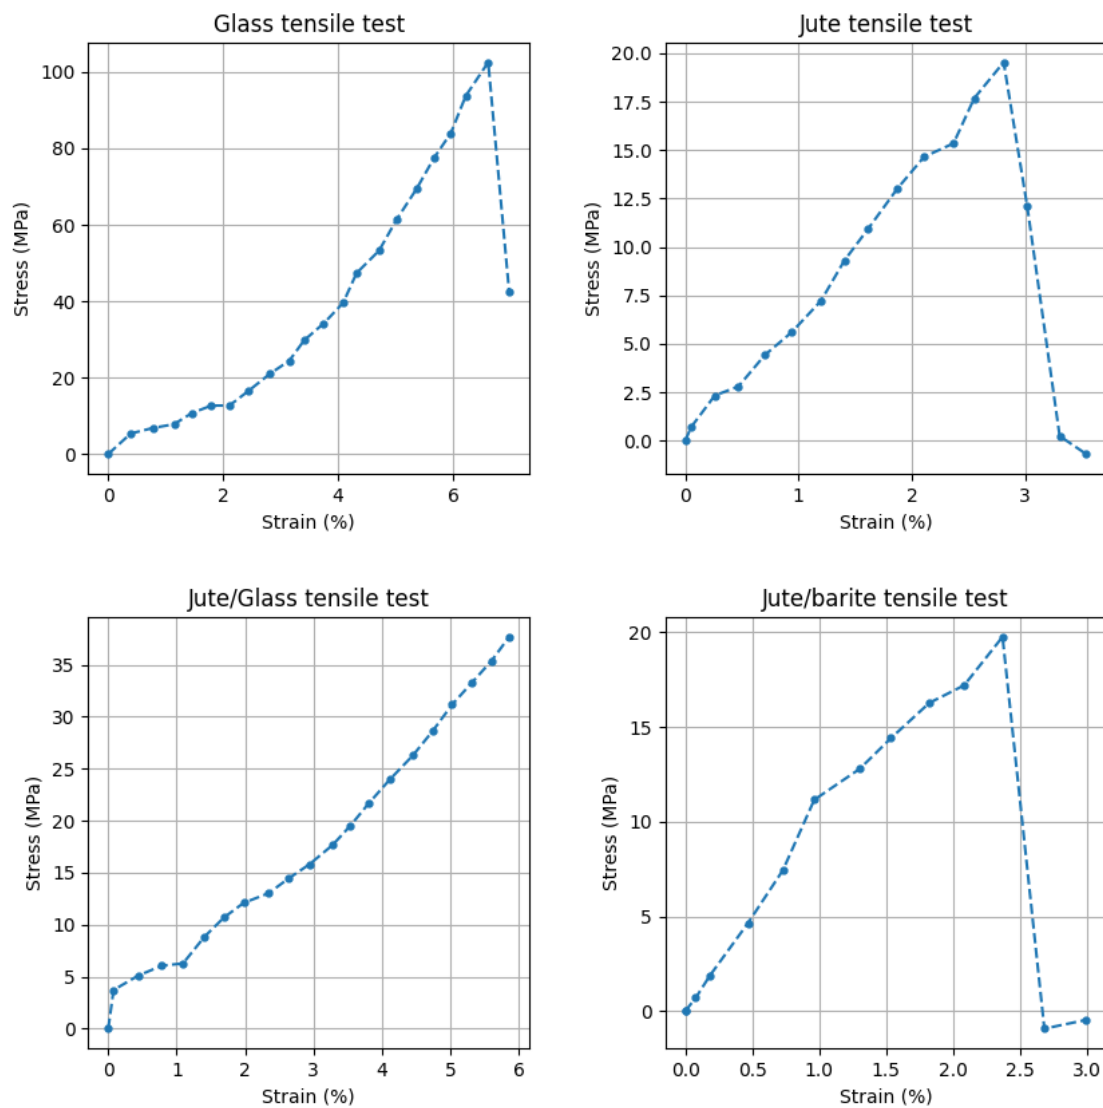 Glass tensile test
100
80
60
40
20
0
Stress (MPa)
0 2 4 6
Strain (%)
Jute tensile test
20.0
17.5
15.0
12.5
10.0
7.5
5.0
2.5
0.0
Stress (MPa)
0 1 2 3
Strain (%)
Jute/Glass tensile test
35
30
25
20
15
10
5
0
Stress (MPa)
0 1 2 3 4 5 6
Strain (%)
Jute/barite tensile test
20
15
10
5
0
Stress (MPa)
0.0 0.5 1.0 1.5 2.0 2.5 3.0
Strain (%)